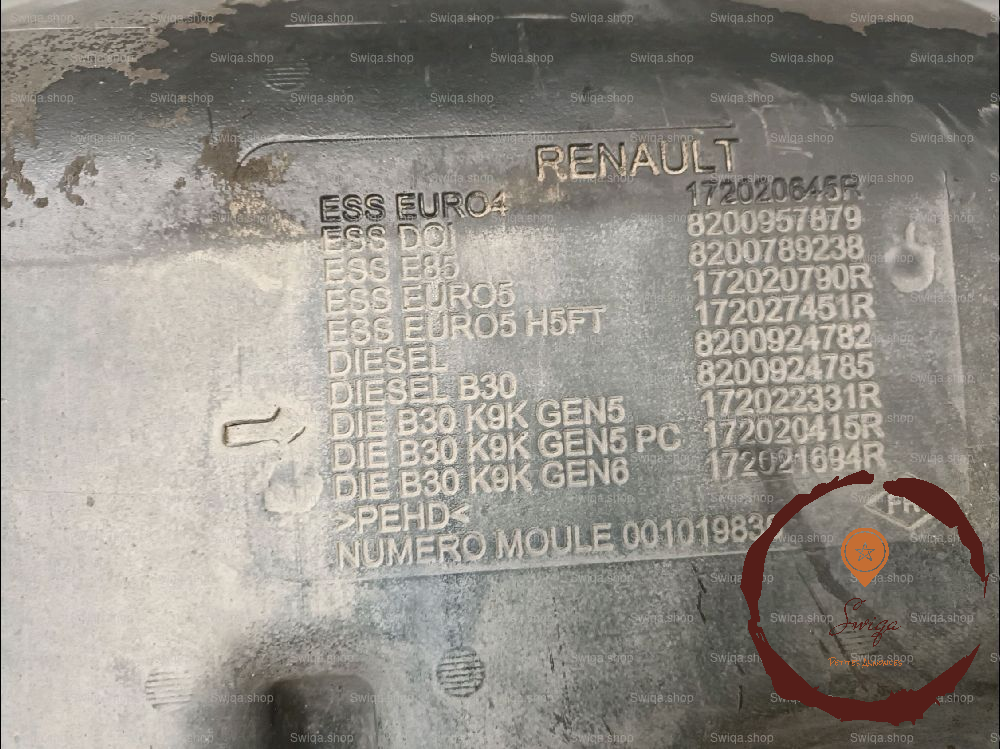 RENAULT
ESS EURO4 172020645R
ESS DCI 8200957879
ESS E85 8200789238
ESS EURO5 172020790R
ESS EURO5 H5FT 172027451R
DIESEL 8200924782
DIESEL B30 8200924785
DIE B30 K9K GEN5 172022331R
DIE B30 K9K GEN5 PC 172020415R
DIE B30 K9K GEN6 172021694R
>PEHD<
NUMERO MOULE 00101983
Swiqa
Swiqa.shop